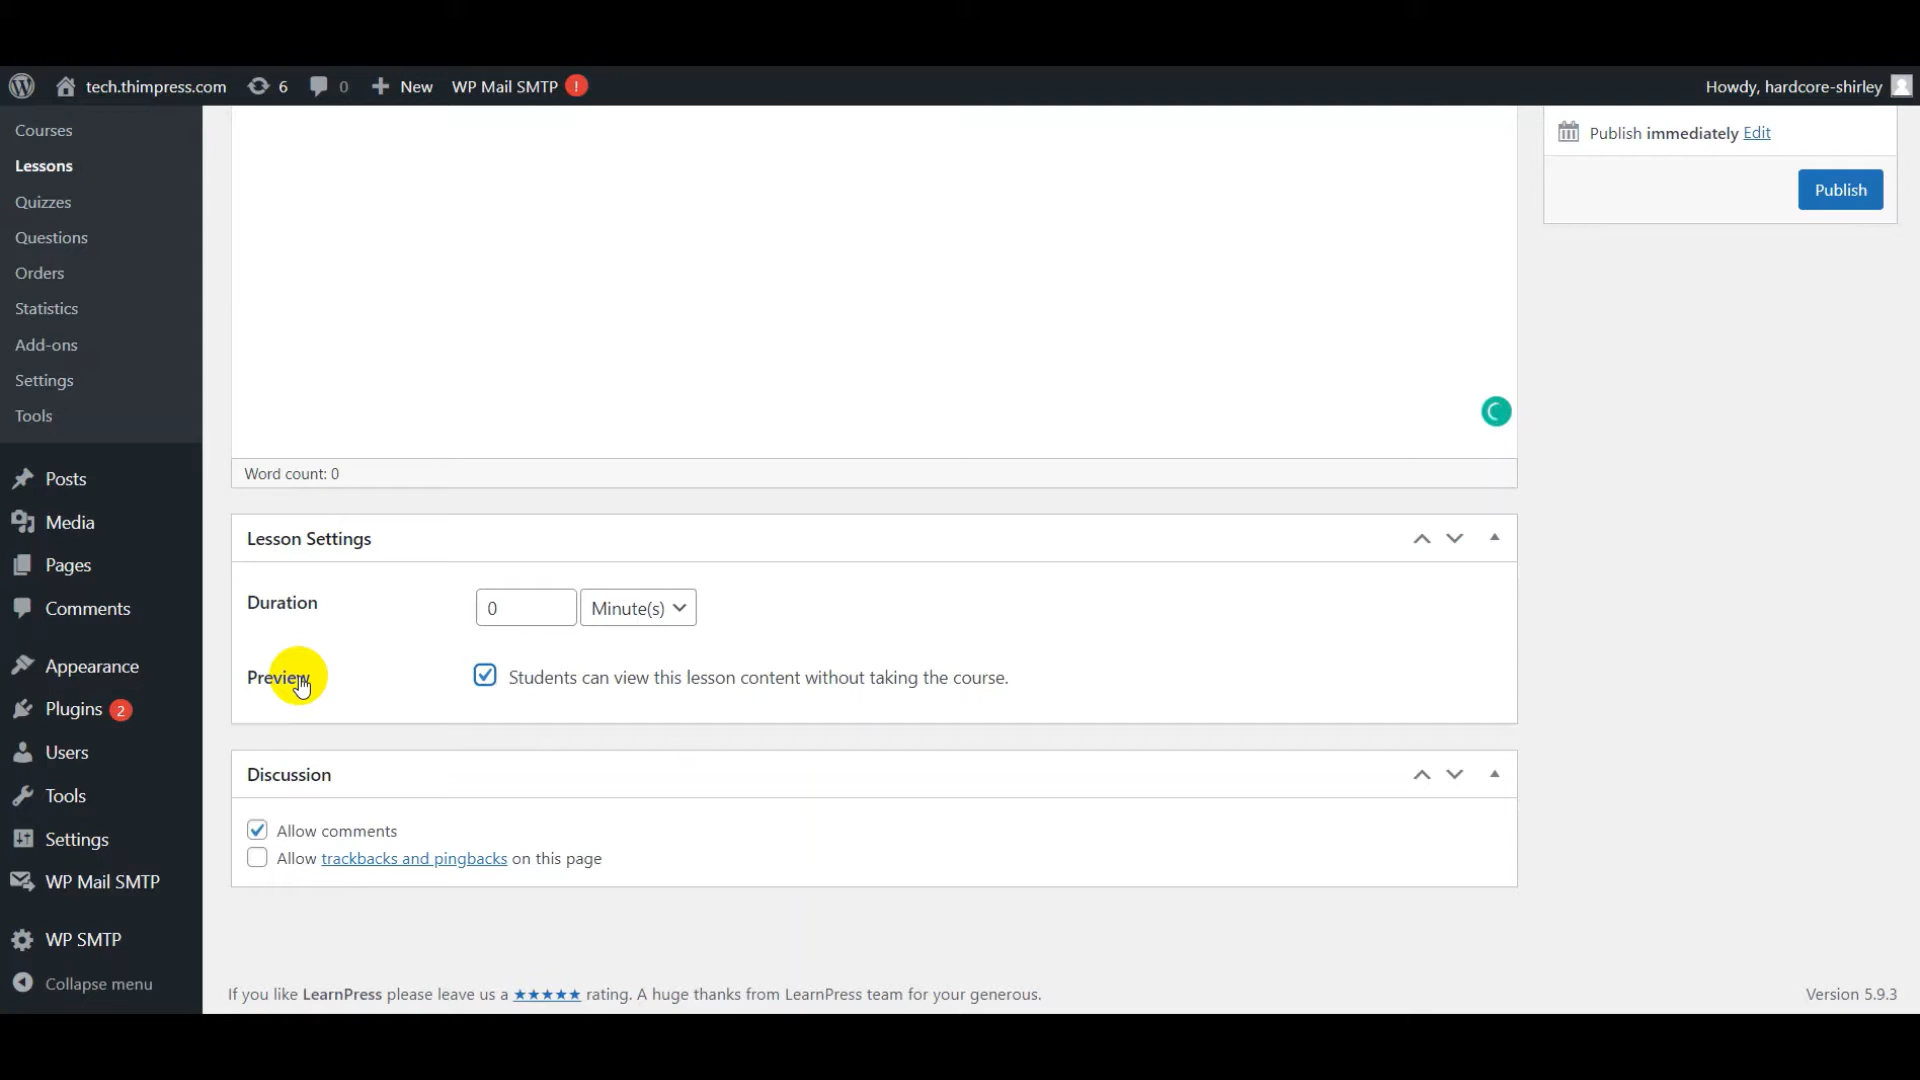 tech.thimpress.com 6 0 New WP Mail SMTP ! Howdy, hardcore-shirley
Courses
Lessons
Quizzes
Questions
Orders
Statistics
Add-ons
Settings
Tools
Posts
Media
Pages
Comments
Appearance
Plugins 2
Users
Tools
Settings
WP Mail SMTP
WP SMTP
Collapse menu
Publish immediately Edit
Publish
Word count: 0
Lesson Settings
Duration 0 Minute(s)
Preview Students can view this lesson content without taking the course.
Discussion
Allow comments
Allow trackbacks and pingbacks on this page
If you like LearnPress please leave us a ★★★★★ rating. A huge thanks from LearnPress team for your generous. Version 5.9.3